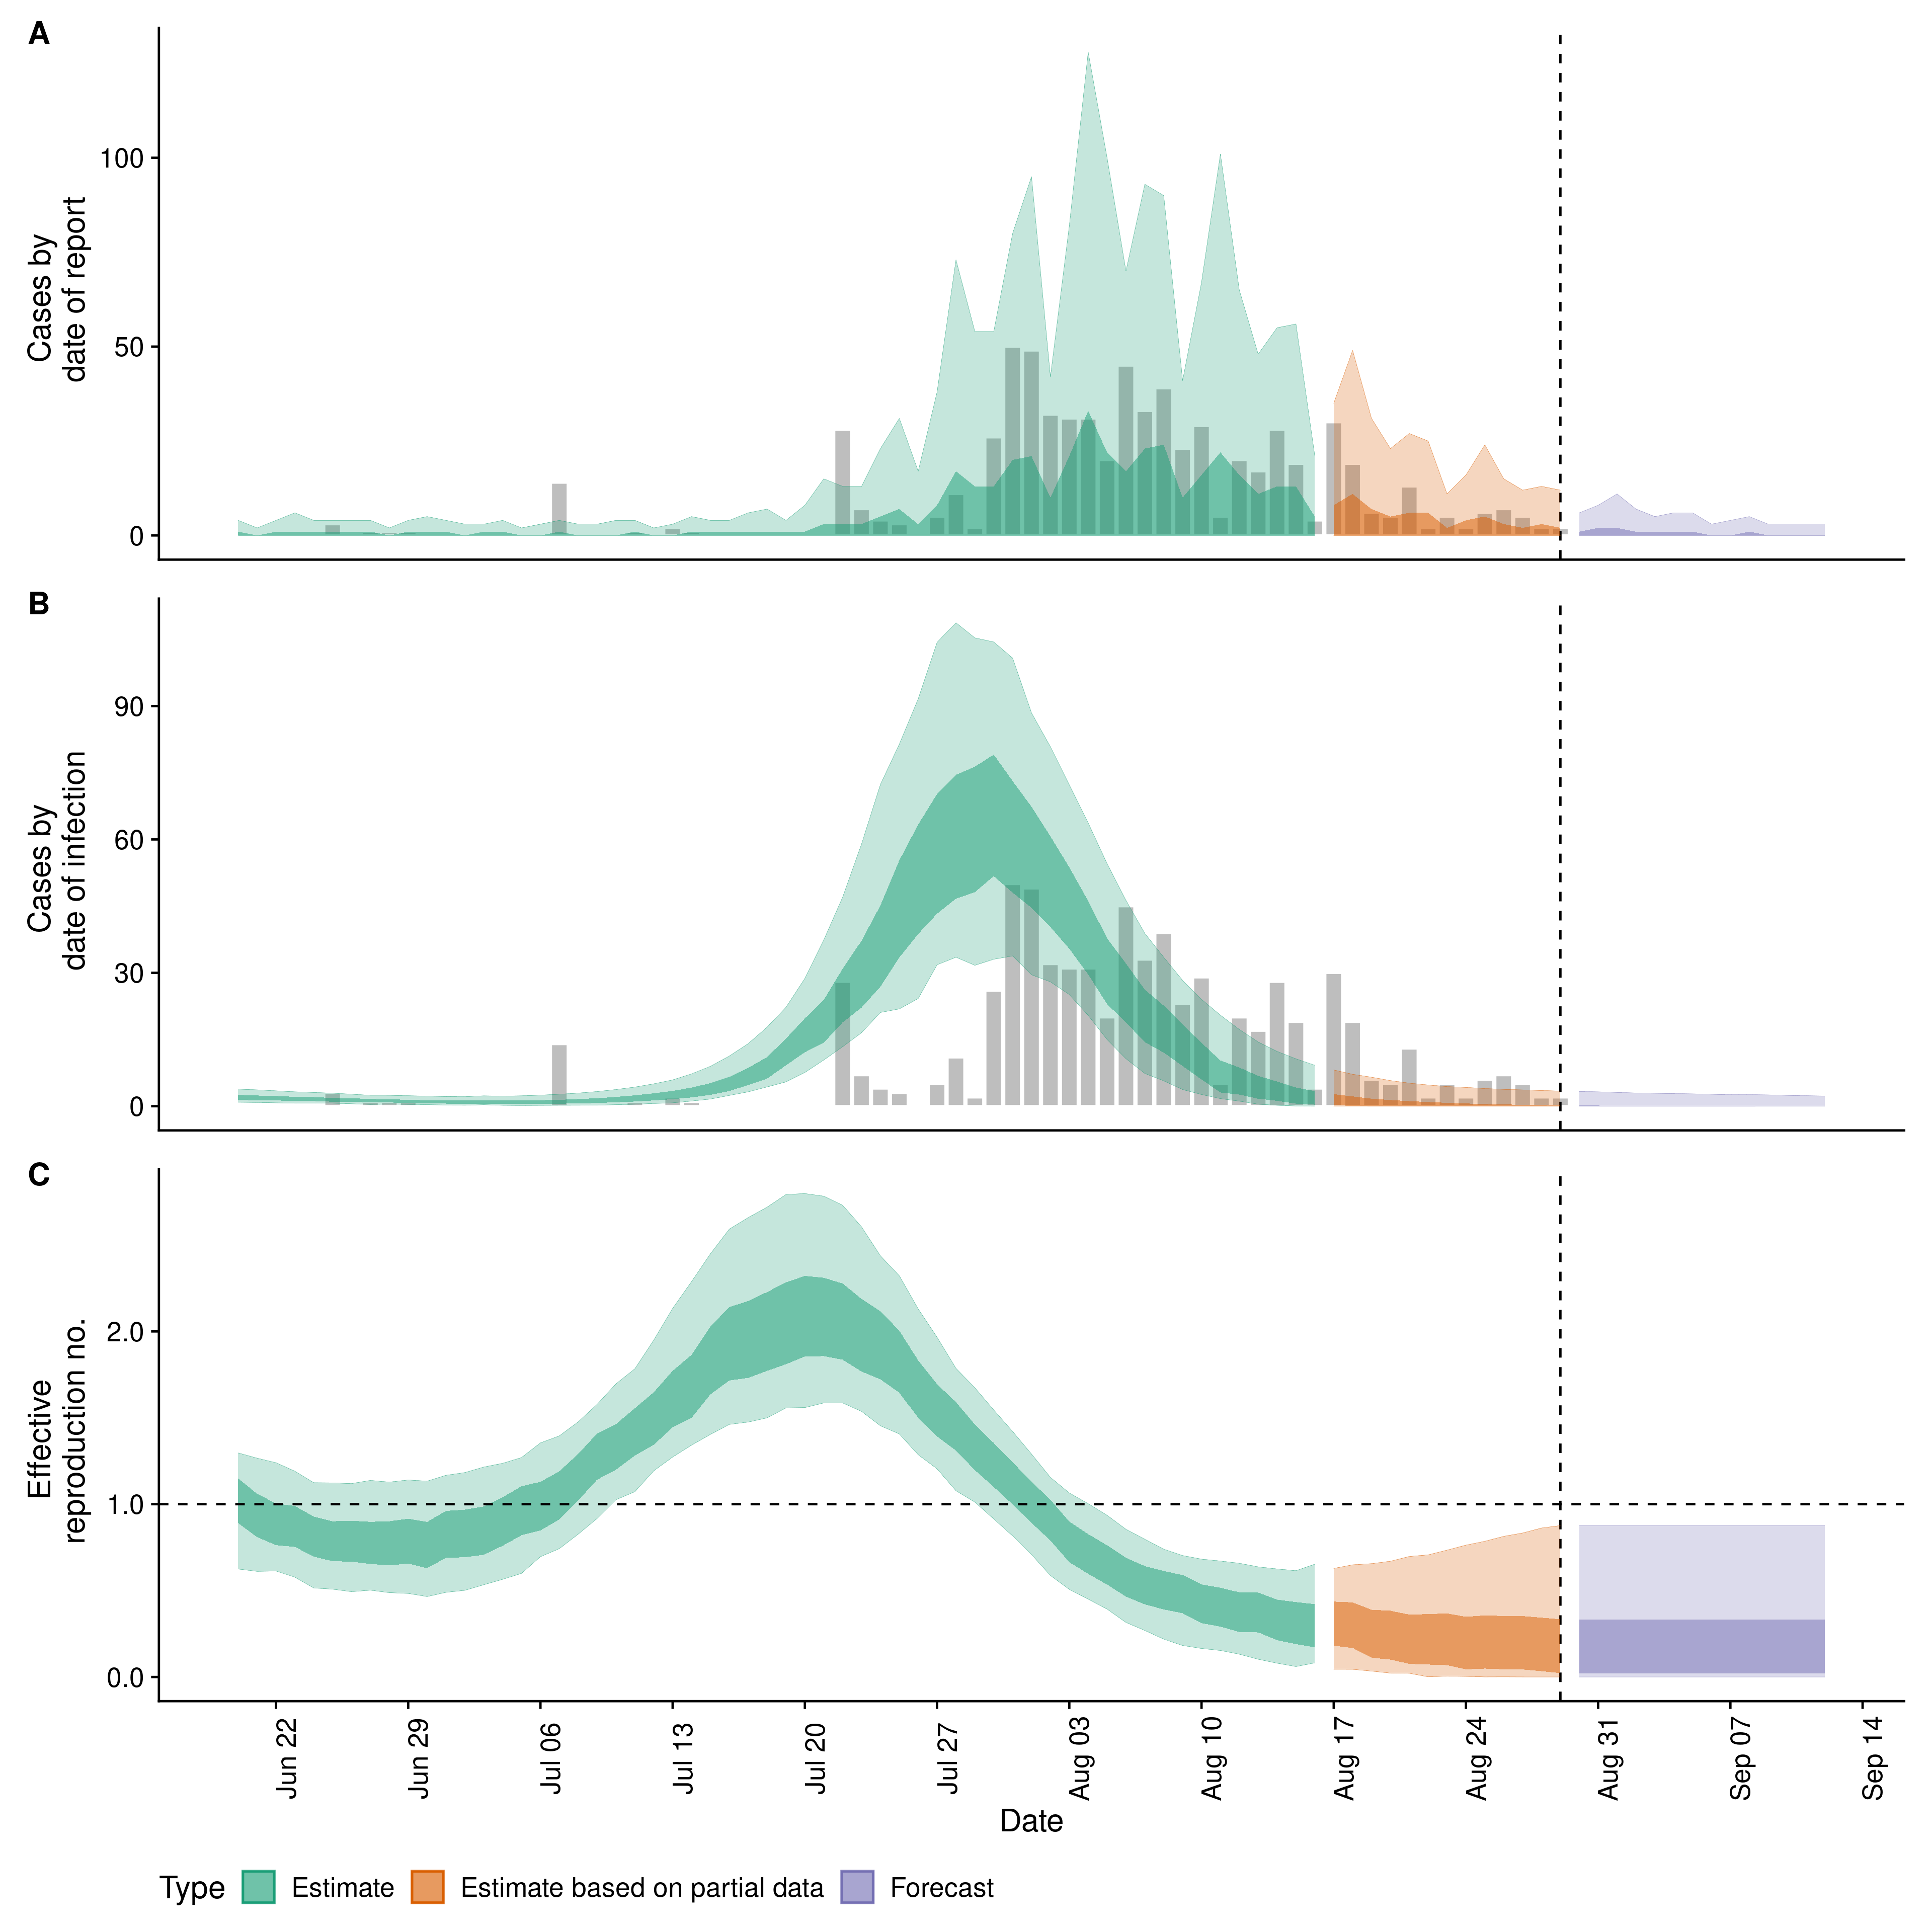 A
Cases by
date of report
100
50
0
B
Cases by
date of infection
90
60
30
0
C
Effective
reproduction no.
2.0
1.0
0.0
Jun 22
Jun 29
Jul 06
Jul 13
Jul 20
Jul 27
Aug 03
Aug 10
Aug 17
Aug 24
Aug 31
Sep 07
Sep 14
Date
Type
Estimate
Estimate based on partial data
Forecast